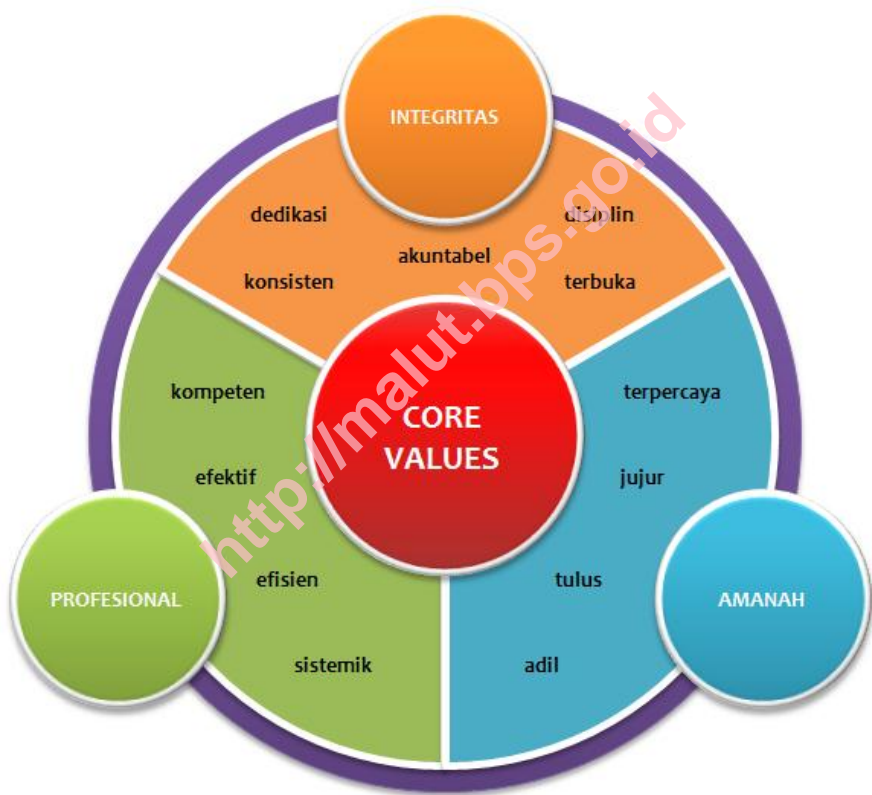 INTEGRITAS
dedikasi
disiplin
akuntabel
konsisten
terbuka
CORE
VALUES
kompeten
efektif
efisien
sistemik
PROFESIONAL
terpercaya
jujur
tulus
adil
AMANAH
http://malut.bps.go.id